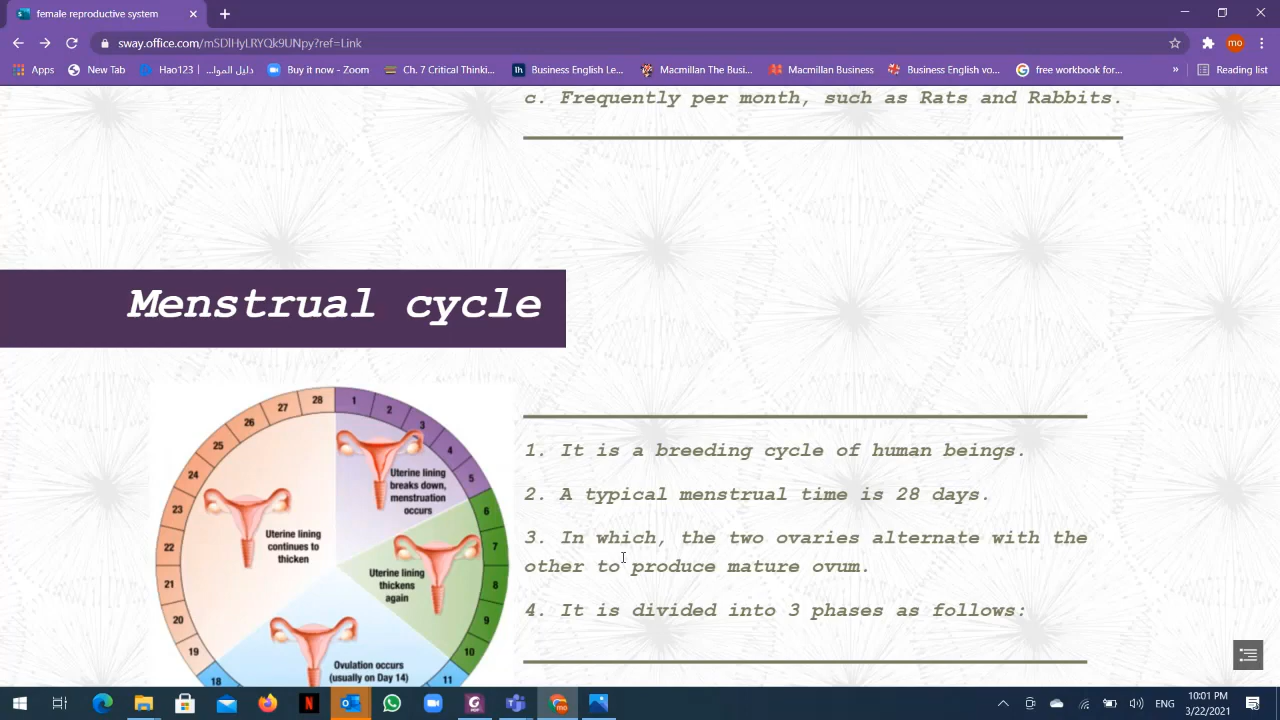 female reproductive system
sway.office.com/mSDlHyLRYQk9UNpy?ref=Link
mo
Apps
New Tab
Hao123 | دليل الموا...
Buy it now - Zoom
Ch. 7 Critical Thinki...
Business English Le...
Macmillan The Busi...
Macmillan Business
Business English vo...
free workbook for...
»
Reading list
c. Frequently per month, such as Rats and Rabbits.
Menstrual cycle
28 1 2 3 4 5 6 7 8 9 10 11
27 26 25 24 23 22 21 20 19 18
Uterine lining
breaks down,
menstruation
occurs
Uterine lining
continues to
thicken
Uterine lining
thickens
again
Ovulation occurs
(usually on Day 14)
1. It is a breeding cycle of human beings.
2. A typical menstrual time is 28 days.
3. In which, the two ovaries alternate with the
other to produce mature ovum.
4. It is divided into 3 phases as follows:
ENG
10:01 PM
3/22/2021